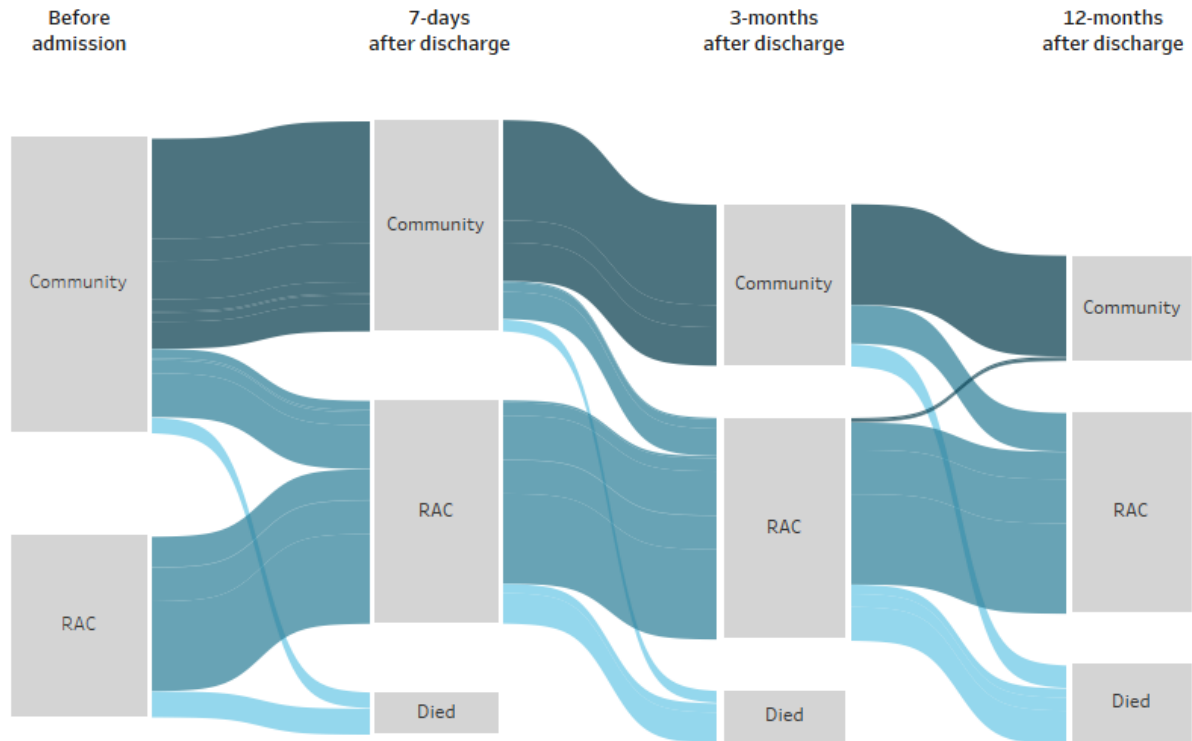 Before
admission
7-days
after discharge
3-months
after discharge
12-months
after discharge
Community
RAC
Community
RAC
Died
Community
RAC
Died
Community
RAC
Died